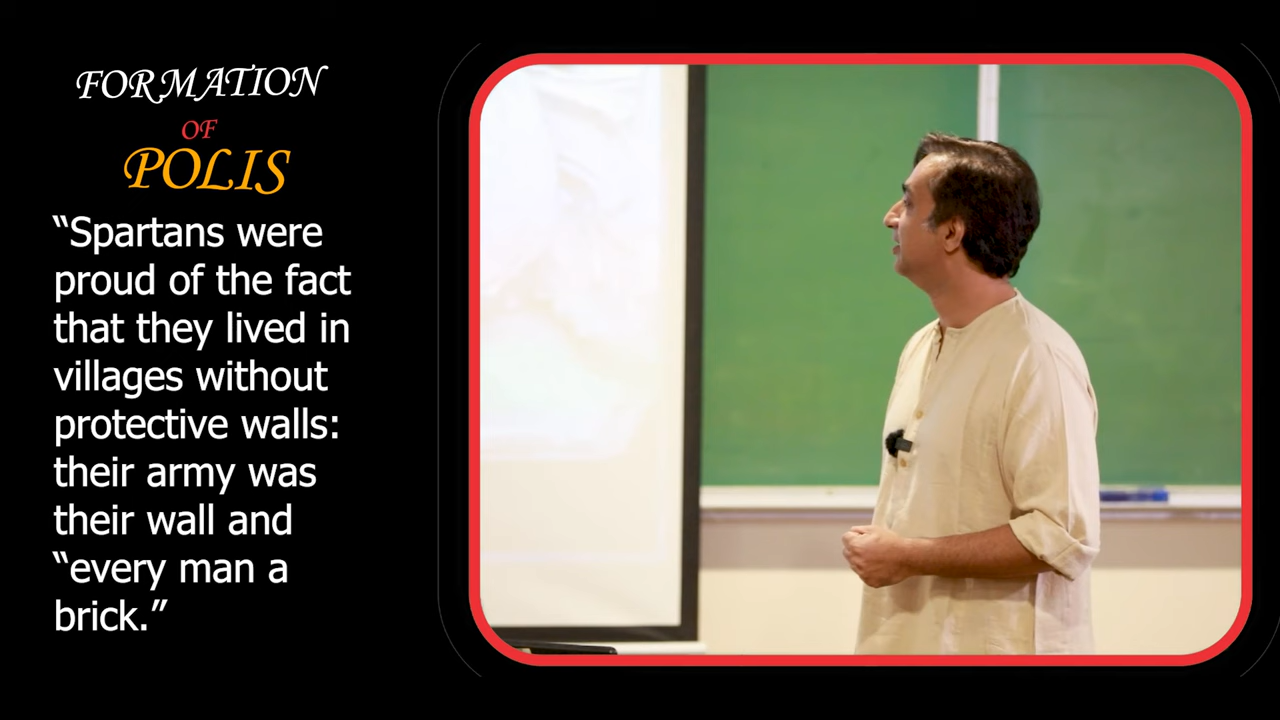 FORMATION
OF
POLIS
“Spartans were
proud of the fact
that they lived in
villages without
protective walls:
their army was
their wall and
“every man a
brick.”